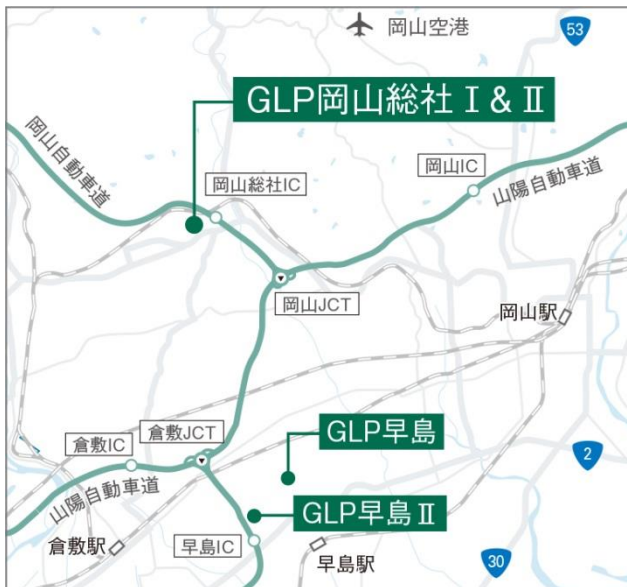 岡山空港
53
GLP岡山総社Ⅰ&Ⅱ
岡山自動車道
岡山総社IC
岡山IC
山陽自動車道
岡山JCT
岡山駅
GLP早島
倉敷IC
倉敷JCT
2
山陽自動車道
GLP早島Ⅱ
倉敷駅
早島IC
早島駅
30